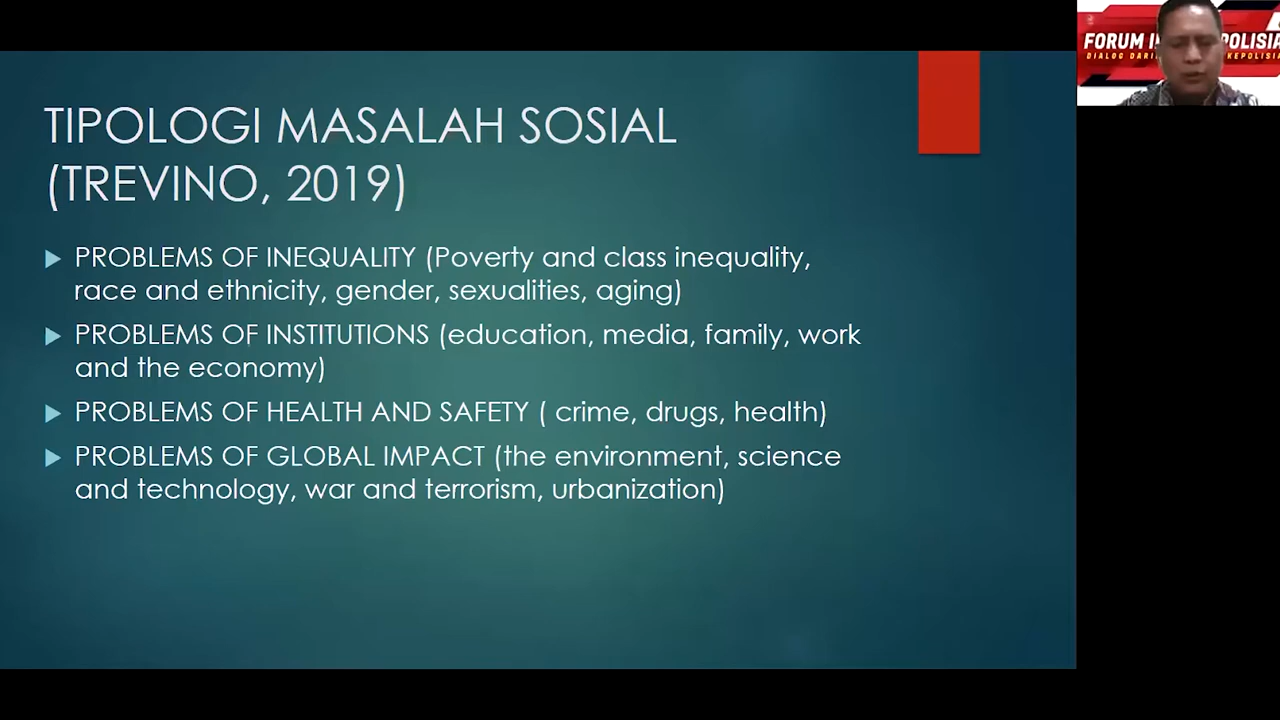 TIPOLOGI MASALAH SOSIAL
(TREVINO, 2019)
PROBLEMS OF INEQUALITY (Poverty and class inequality,
race and ethnicity, gender, sexualities, aging)
PROBLEMS OF INSTITUTIONS (education, media, family, work
and the economy)
PROBLEMS OF HEALTH AND SAFETY ( crime, drugs, health)
PROBLEMS OF GLOBAL IMPACT (the environment, science
and technology, war and terrorism, urbanization)
FORUM
DIALOG DARI